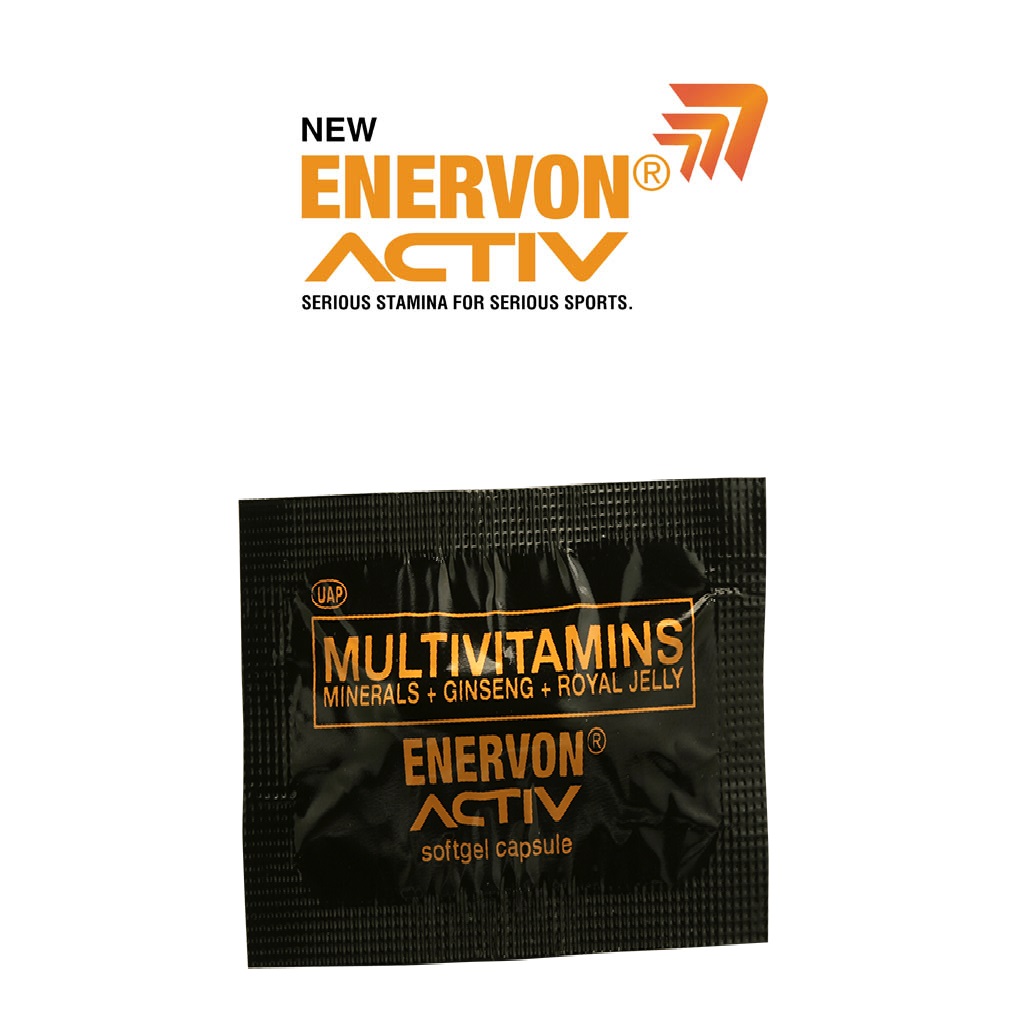 NEW
ENERVON®
ACTIV
SERIOUS STAMINA FOR SERIOUS SPORTS.
UAP
MULTIVITAMINS
MINERALS + GINSENG + ROYAL JELLY
ENERVON®
ACTIV
softgel capsule